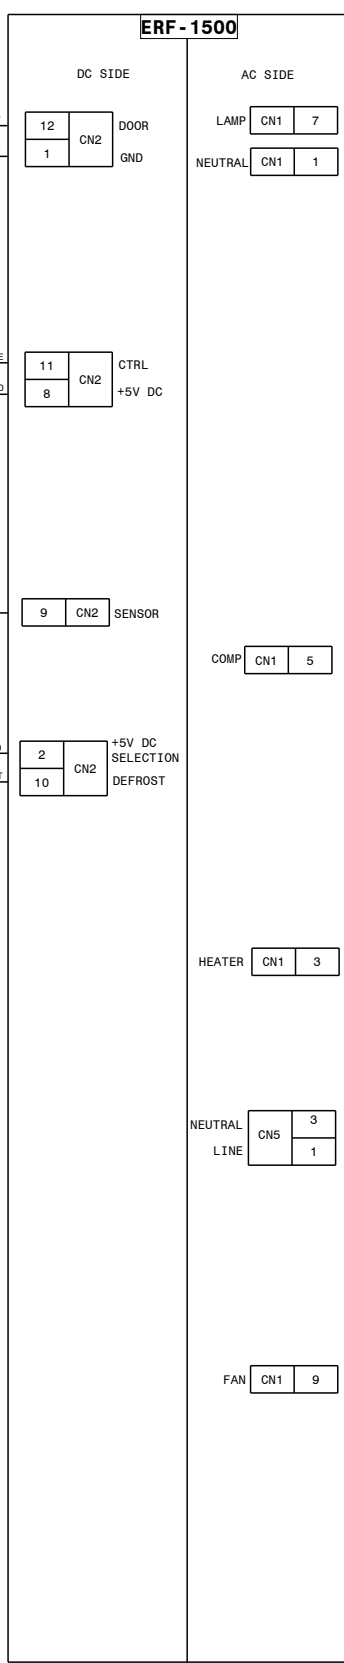 ERF-1500
DC SIDE
AC SIDE
12
1
CN2
DOOR
GND
LAMP CN1 7
NEUTRAL CN1 1
E
11
8
CN2
CTRL
+5V DC
9 CN2 SENSOR
COMP CN1 5
2
10
CN2
+5V DC
SELECTION
DEFROST
HEATER CN1 3
NEUTRAL
LINE
CN5
3
1
FAN CN1 9